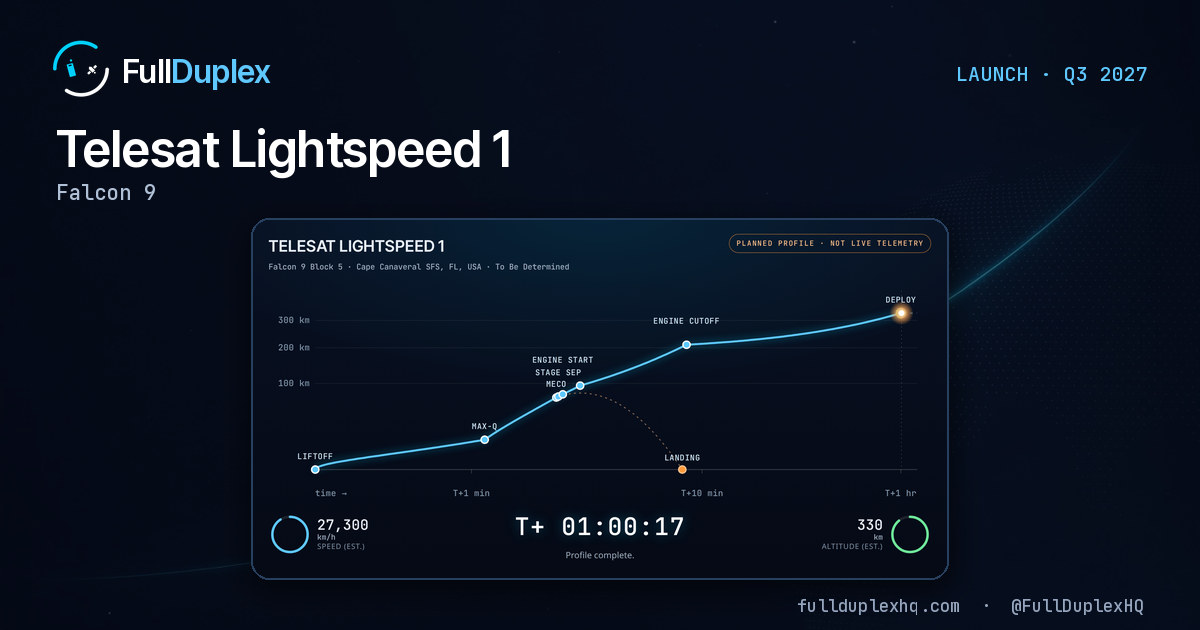 FullDuplex
LAUNCH · Q3 2027
Telesat Lightspeed 1
Falcon 9
TELESAT LIGHTSPEED 1
PLANNED PROFILE · NOT LIVE TELEMETRY
Falcon 9 Block 5 · Cape Canaveral SFS, FL, USA · To Be Determined
DEPLOY
300 km
ENGINE CUTOFF
200 km
ENGINE START
STAGE SEP
100 km
MECO
MAX-Q
LIFTOFF
LANDING
time →
T+1 min
T+10 min
T+1 hr
27,300
km/h
SPEED (EST.)
T+ 01:00:17
Profile complete.
330
km
ALTITUDE (EST.)
fullduplexhq.com · @FullDuplexHQ